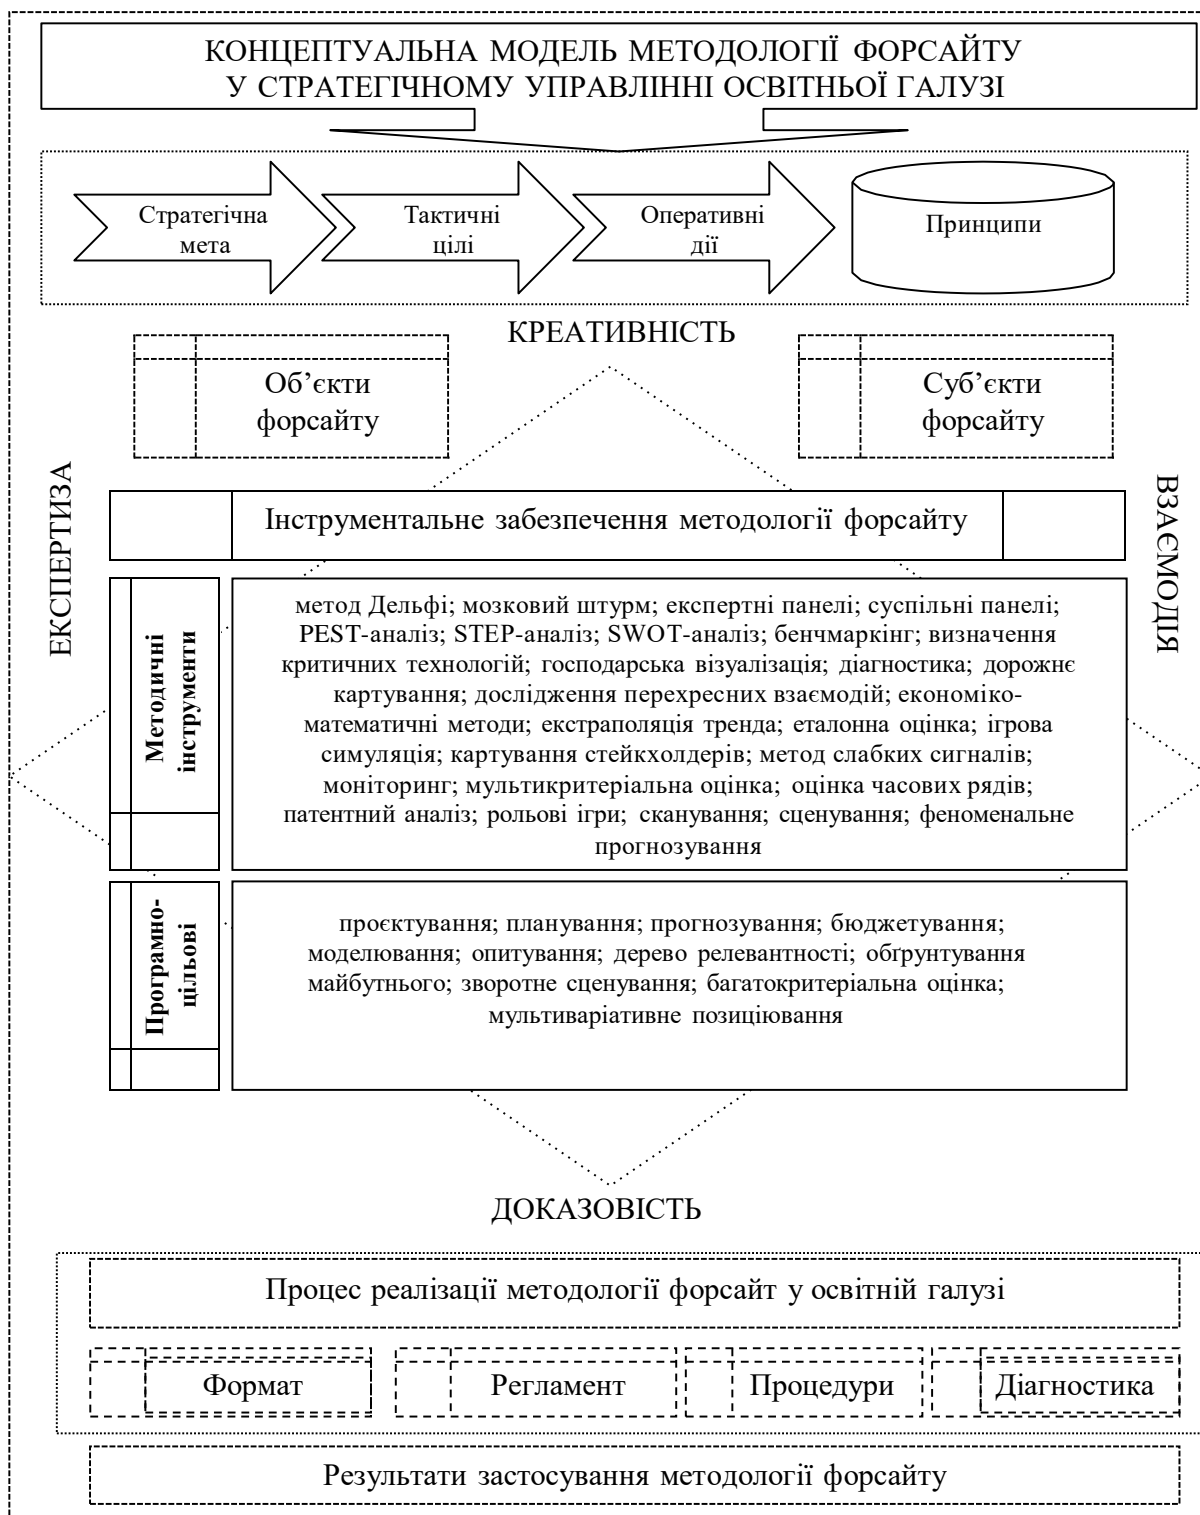 КОНЦЕПТУАЛЬНА МОДЕЛЬ МЕТОДОЛОГІЇ ФОРСАЙТУ
У СТРАТЕГІЧНОМУ УПРАВЛІННІ ОСВІТНЬОЇ ГАЛУЗІ
Стратегічна
мета
Тактичні
цілі
Оперативні
дії
Принципи
КРЕАТИВНІСТЬ
Об’єкти
форсайту
Суб’єкти
форсайту
ЕКСПЕРТИЗА
ВЗАЄМОДІЯ
Інструментальне забезпечення методології форсайту
Методичні
інструменти
метод Дельфі; мозковий штурм; експертні панелі; суспільні панелі;
PEST-аналіз; STEP-аналіз; SWOT-аналіз; бенчмаркінг; визначення
критичних технологій; господарська візуалізація; діагностика; дорожнє
картування; дослідження перехресних взаємодій; економіко-
математичні методи; екстраполяція тренда; еталонна оцінка; ігрова
симуляція; картування стейкхолдерів; метод слабких сигналів;
моніторинг; мультикритеріальна оцінка; оцінка часових рядів;
патентний аналіз; рольові ігри; сканування; сценування; феноменальне
прогнозування
Програмно-
цільові
проєктування; планування; прогнозування; бюджетування;
моделювання; опитування; дерево релевантності; обґрунтування
майбутнього; зворотне сценування; багатокритеріальна оцінка;
мультиваріативне позиціювання
ДОКАЗОВІСТЬ
Процес реалізації методології форсайт у освітній галузі
Формат
Регламент
Процедури
Діагностика
Результати застосування методології форсайту